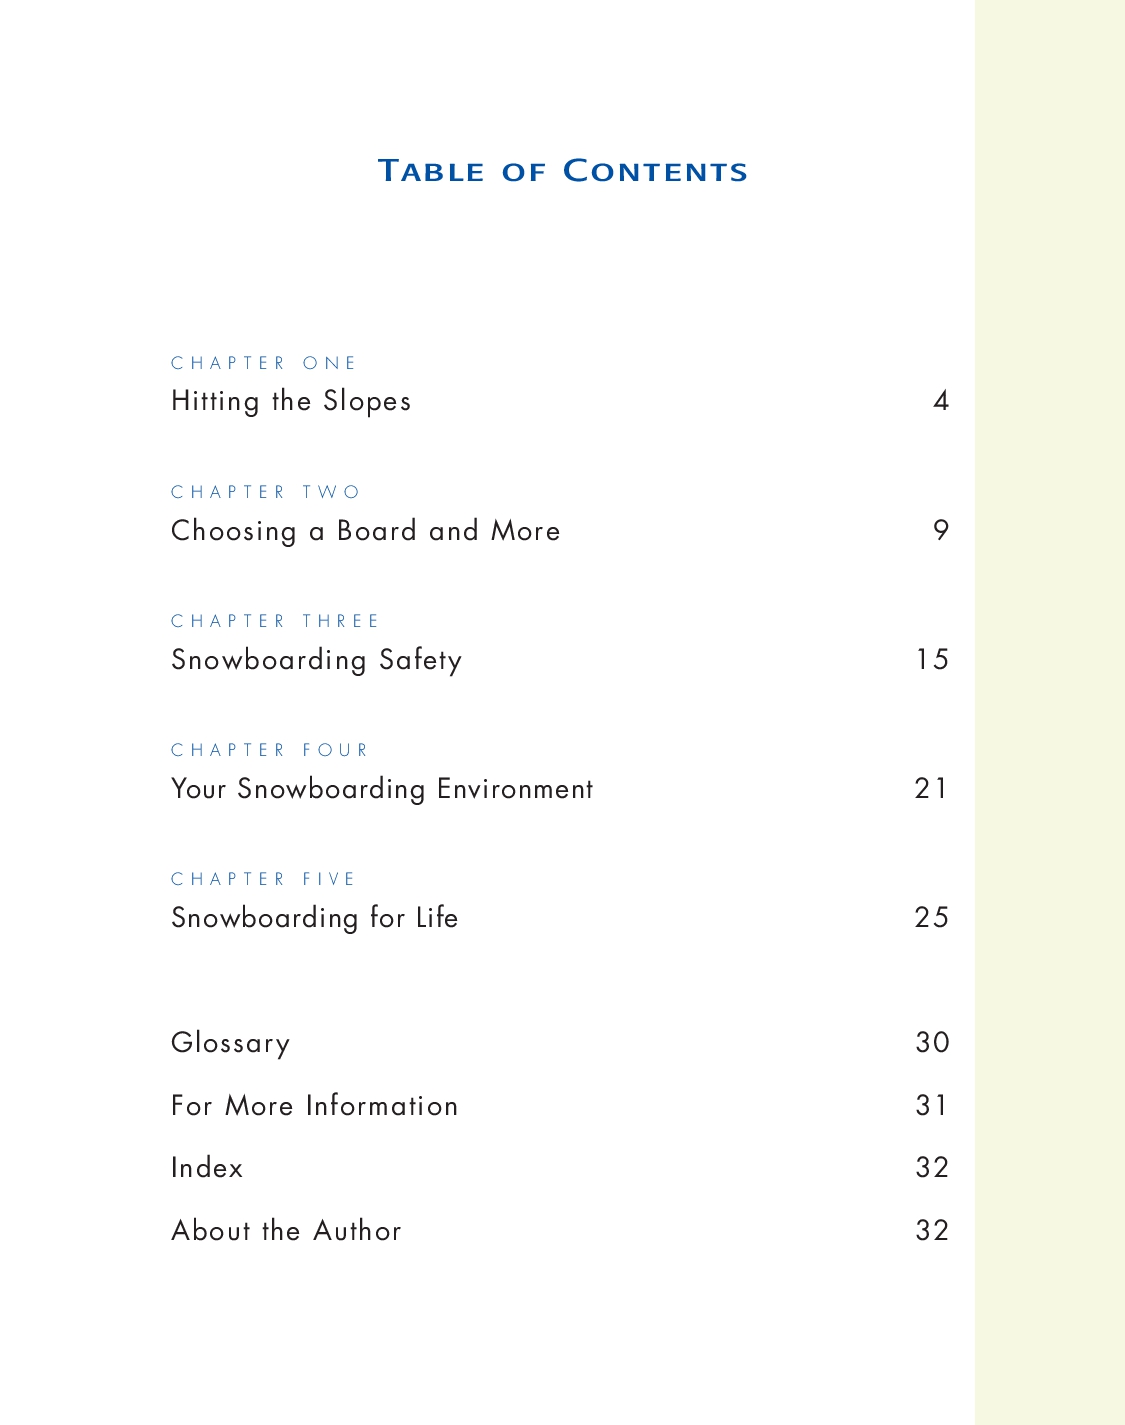 Table of Contents
CHAPTER ONE
Hitting the Slopes 4
CHAPTER TWO
Choosing a Board and More 9
CHAPTER THREE
Snowboarding Safety 15
CHAPTER FOUR
Your Snowboarding Environment 21
CHAPTER FIVE
Snowboarding for Life 25
Glossary 30
For More Information 31
Index 32
About the Author 32